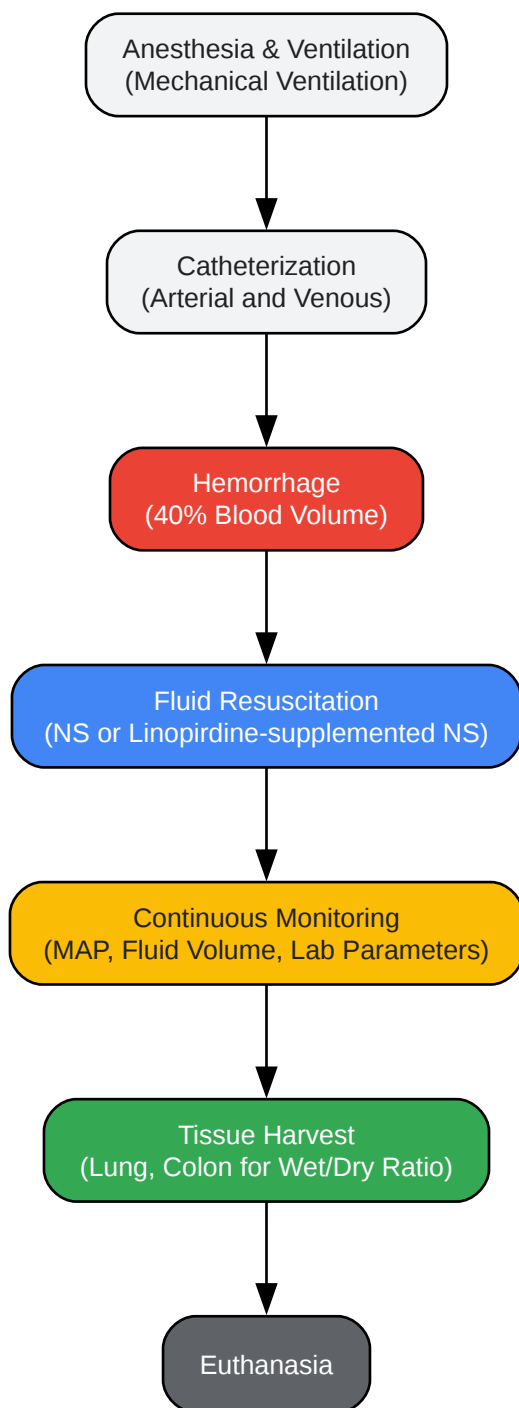 Anesthesia & Ventilation
(Mechanical Ventilation)
Catheterization
(Arterial and Venous)
Hemorrhage
(40% Blood Volume)
Fluid Resuscitation
(NS or Linopirdine-supplemented NS)
Continuous Monitoring
(MAP, Fluid Volume, Lab Parameters)
Tissue Harvest
(Lung, Colon for Wet/Dry Ratio)
Euthanasia